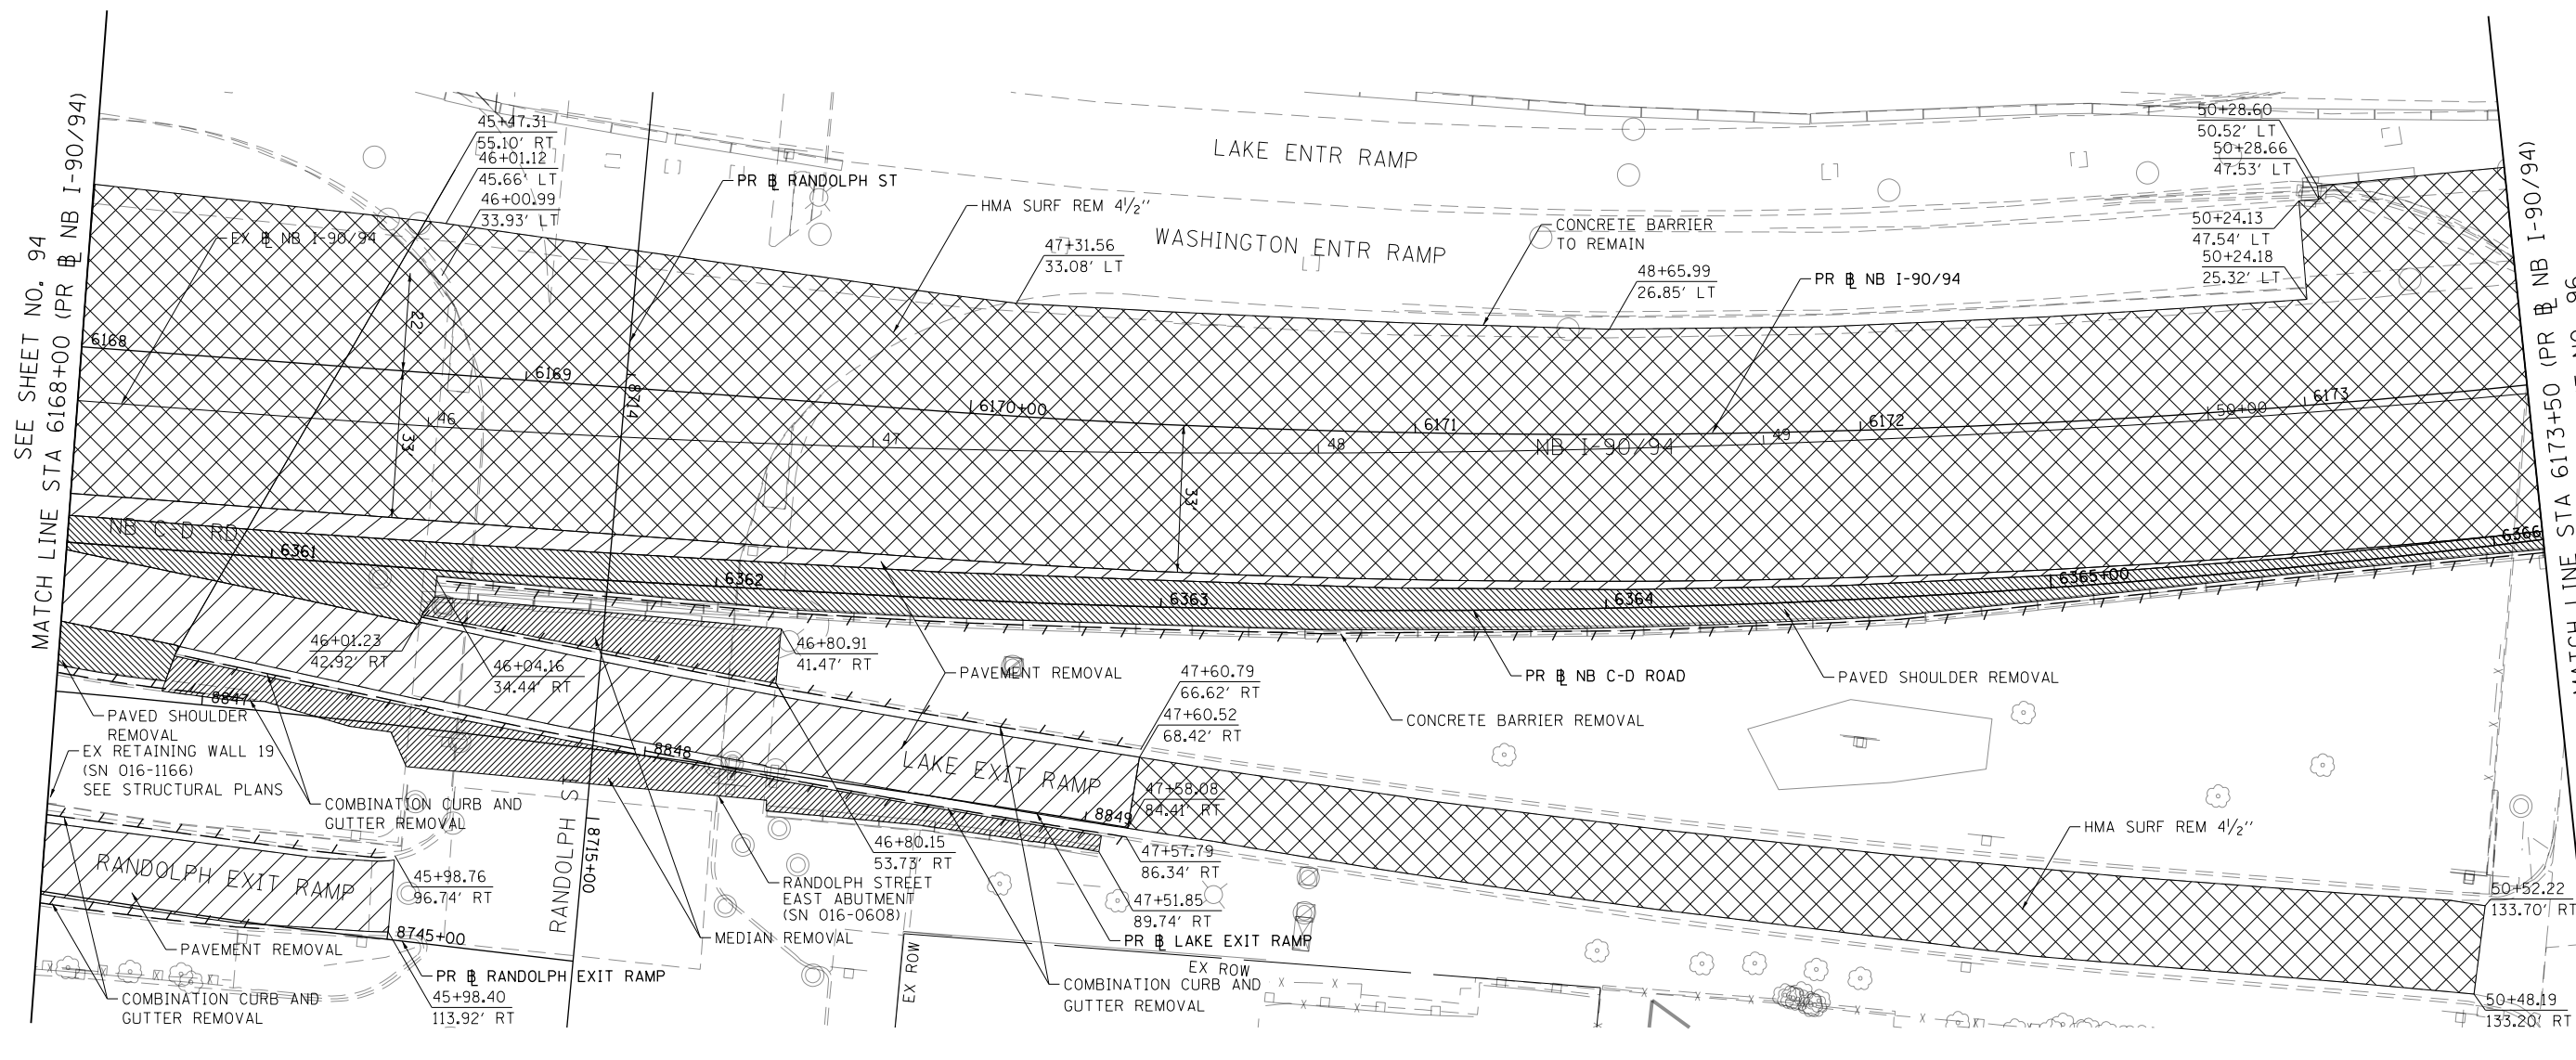 SEE SHEET NO. 94
MATCH LINE STA 6168+00 (PR ℄ NB I-90/94)
45+47.31
55.10' RT
46+01.12
45.66' LT
46+00.99
33.93' LT
EX ℄ NB I-90/94
PR ℄ RANDOLPH ST
HMA SURF REM 4½"
47+31.56
33.08' LT
LAKE ENTR RAMP
WASHINGTON ENTR RAMP
CONCRETE BARRIER
TO REMAIN
48+65.99
26.85' LT
PR ℄ NB I-90/94
50+28.60
50.52' LT
50+28.66
47.53' LT
50+24.13
47.54' LT
50+24.18
25.32' LT
MATCH LINE STA 6173+50 (PR ℄ NB I-90/94)
6168
22'
6169
8714
6170+00
6171
6172
6173
46
33'
47
48
NB I-90/94
49
50+00
33'
NB C-D RD
6361
6362
6363
6364
6365+00
6366
46+01.23
42.92' RT
46+04.16
34.44' RT
46+80.91
41.47' RT
PAVEMENT REMOVAL
47+60.79
66.62' RT
47+60.52
68.42' RT
PR ℄ NB C-D ROAD
PAVED SHOULDER REMOVAL
CONCRETE BARRIER REMOVAL
8847
PAVED SHOULDER
REMOVAL
EX RETAINING WALL 19
(SN 016-1166)
SEE STRUCTURAL PLANS
COMBINATION CURB AND
GUTTER REMOVAL
8848
LAKE EXIT RAMP
47+58.08
84.41' RT
8849
RANDOLPH ST
8715+00
46+80.15
53.73' RT
47+57.79
86.34' RT
HMA SURF REM 4½"
RANDOLPH EXIT RAMP
45+98.76
96.74' RT
RANDOLPH STREET
EAST ABUTMENT
(SN 016-0608)
47+51.85
89.74' RT
50+52.22
133.70' RT
8745+00
PAVEMENT REMOVAL
MEDIAN REMOVAL
PR ℄ LAKE EXIT RAMP
EX ROW
EX ROW
PR ℄ RANDOLPH EXIT RAMP
45+98.40
113.92' RT
COMBINATION CURB AND
GUTTER REMOVAL
COMBINATION CURB AND
GUTTER REMOVAL
50+48.19
133.20' RT